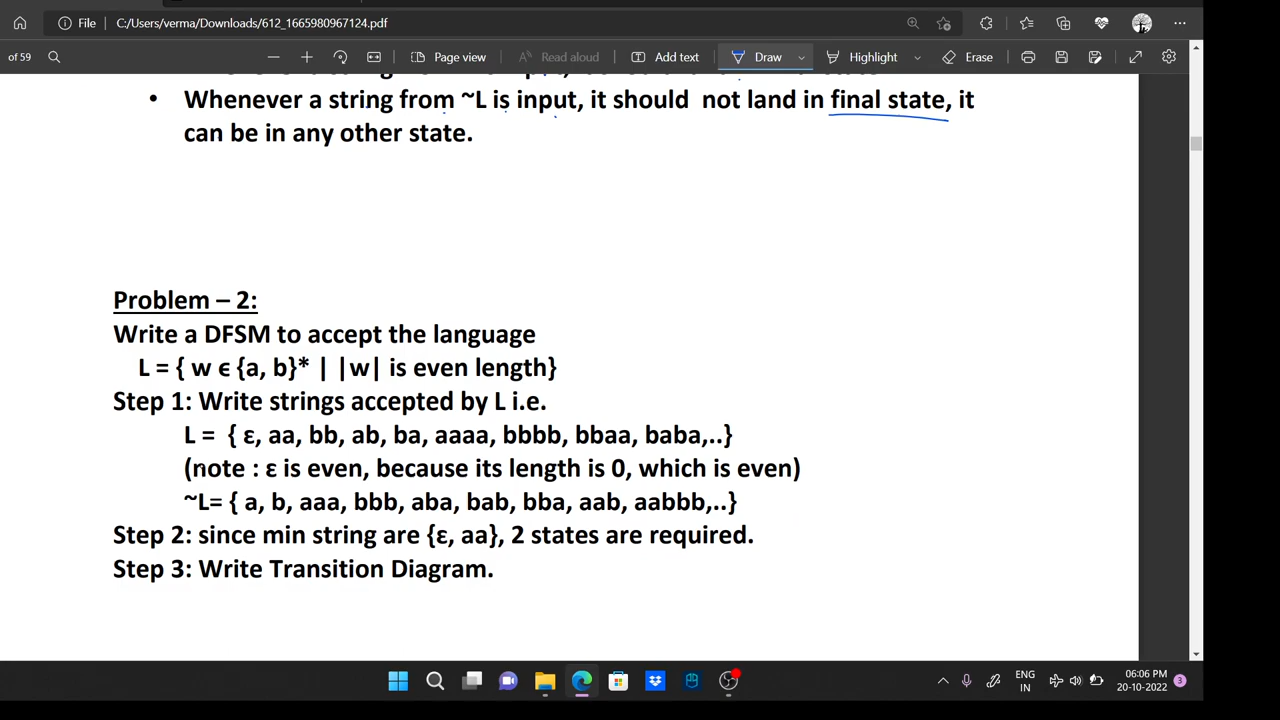 File C:/Users/verma/Downloads/612_1665980967124.pdf
of 59 Page view Read aloud Add text Draw Highlight Erase
• Whenever a string from ~L is input, it should not land in final state, it
can be in any other state.
Problem – 2:
Write a DFSM to accept the language
L = { w ϵ {a, b}* | |w| is even length}
Step 1: Write strings accepted by L i.e.
L = { ε, aa, bb, ab, ba, aaaa, bbbb, bbaa, baba,..}
(note : ε is even, because its length is 0, which is even)
~L= { a, b, aaa, bbb, aba, bab, bba, aab, aabbb,..}
Step 2: since min string are {ε, aa}, 2 states are required.
Step 3: Write Transition Diagram.
ENG
IN
06:06 PM
20-10-2022
3